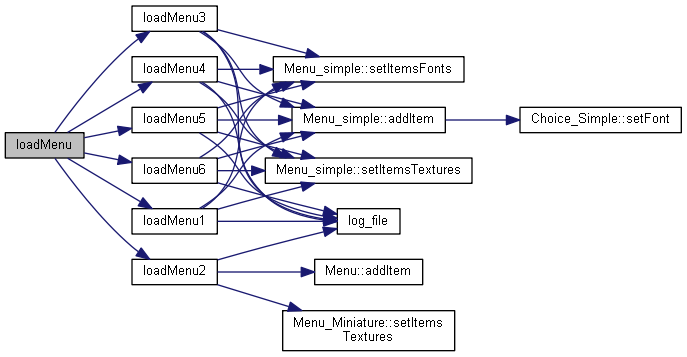 loadMenu
loadMenu3
loadMenu4
loadMenu5
loadMenu6
loadMenu1
loadMenu2
Menu_simple::setItemsFonts
Menu_simple::addItem
Menu_simple::setItemsTextures
log_file
Menu::addItem
Menu_Miniature::setItems
Textures
Choice_Simple::setFont